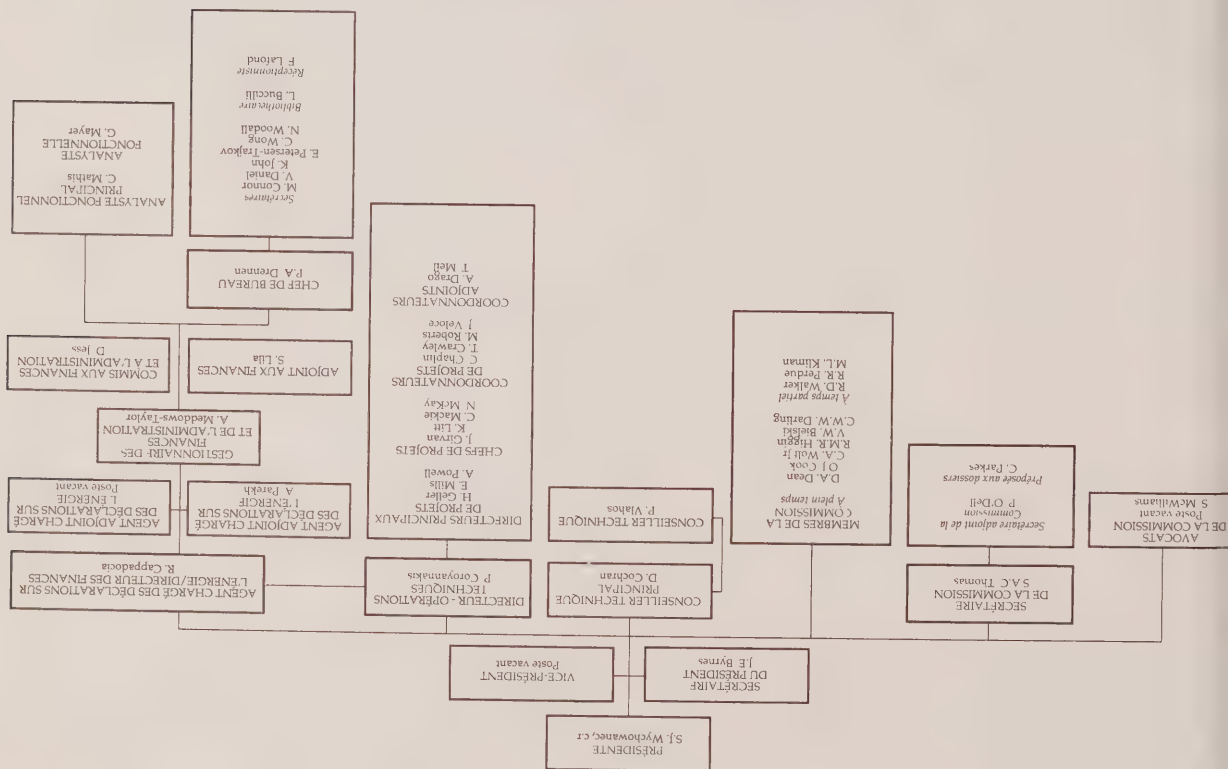 PRÉSIDENTE
S.J. Wychowanec, c.r.
SECRÉTAIRE
DU PRÉSIDENT
J.E Byrnes
VICE-PRÉSIDENT
Poste vacant
AVOCATS
DE LA COMMISSION
Poste vacant
S McWilliams
SECRÉTAIRE
DE LA COMMISSION
S.A.C. Thomas
Secrétaire adjoint de la
Commission
P O'Dell
Préposée aux dossiers
C. Parkes
MEMBRES DE LA
COMMISSION
A plein temps
D.A. Dean
O.J. Cook
C.A. Wolf Jr
R.M.R. Higgin
V.W. Bielski
C.W.W. Darling
À temps partiel
R.D. Walker
R.R. Perdue
M.L. Kliman
CONSEILLER TECHNIQUE
PRINCIPAL
D. Cochran
CONSEILLER TECHNIQUE
P. Vlahos
DIRECTEUR - OPÉRATIONS
TECHNIQUES
P Coroyannakis
DIRECTEURS PRINCIPAUX
DE PROJETS
H. Geller
E. Mills
A. Powell
CHEFS DE PROJETS
J. Girvan
K. Litt
C. Mackie
N. McKay
COORDONNATEURS
DE PROJETS
C Chaplin
T. Crawley
M. Roberts
J. Veloce
COORDONNATEURS
ADJOINTS
A. Drago
T Meil
AGENT CHARGÉ DES DÉCLARATIONS SUR
L'ÉNERGIE/DIRECTEUR DES FINANCES
R. Cappadocia
AGENT ADJOINT CHARGÉ
DES DÉCLARATIONS SUR
L'ÉNERGIE
A Parekh
AGENT ADJOINT CHARGÉ
DES DÉCLARATIONS SUR
L ÉNERGIE
Poste vacant
GESTIONNAIRE-DES-
FINANCES
ET DE L'ADMINISTRATION
A. Meddows-Taylor
ADJOINT AUX FINANCES
S. Lila
COMMIS AUX FINANCES
ET A L'ADMINISTRATION
D Jess
CHEF DE BUREAU
P.A Drennen
Secrétaires
M. Connor
V. Daniel
K. John
E. Petersen-Trajkov
C. Wong
N. Woodall
Bibliothécaire
L. Buccilli
Réceptionniste
F Lafond
ANALYSTE FONCTIONNEL
PRINCIPAL
C. Mathis
ANALYSTE
FONCTIONNELLE
G. Mayer